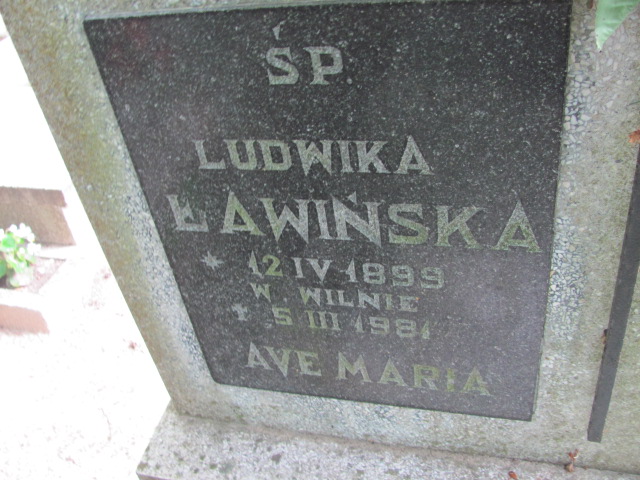 ŚP.
LUDWIKA
ŁAWIŃSKA
* 12 IV 1899
W WILNIE
† 5 III 1981
AVE MARIA